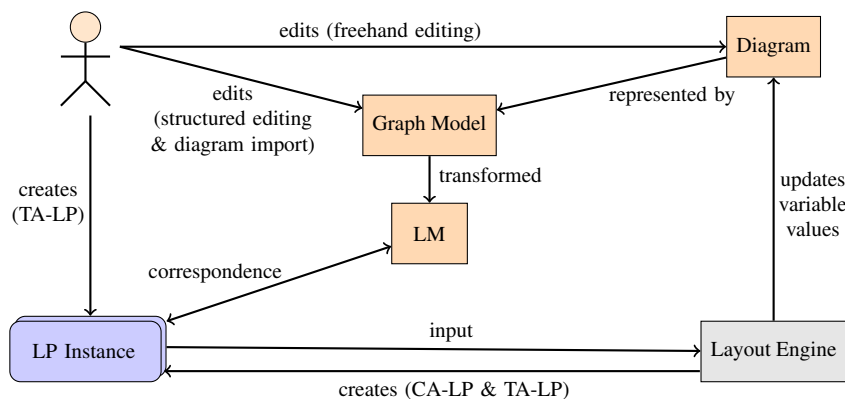 edits (freehand editing)
Diagram
edits
(structured editing
& diagram import)
represented by
Graph Model
transformed
creates
(TA-LP)
updates
variable
values
LM
correspondence
LP Instance
input
Layout Engine
creates (CA-LP & TA-LP)